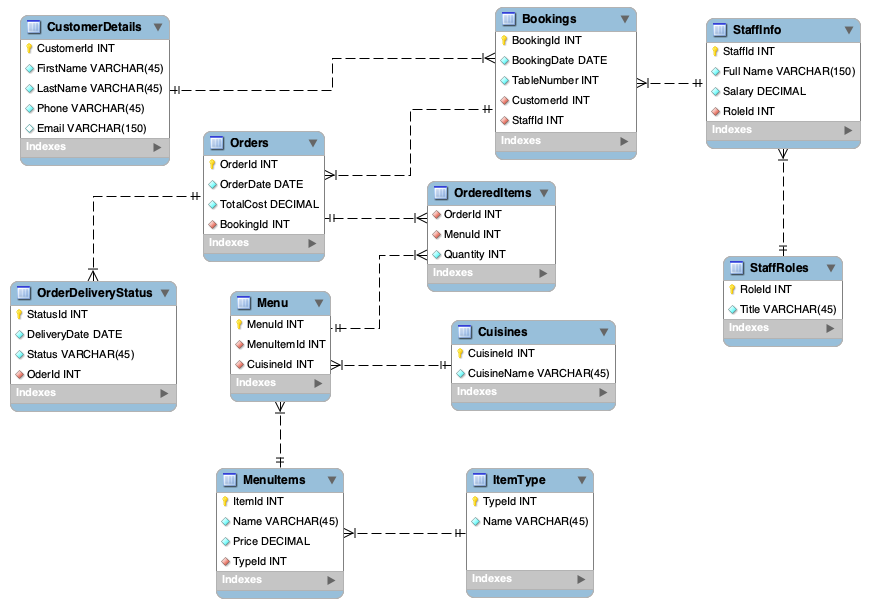 CustomerDetails
CustomerId INT
FirstName VARCHAR(45)
LastName VARCHAR(45)
Phone VARCHAR(45)
Email VARCHAR(150)
Indexes
Bookings
BookingId INT
BookingDate DATE
TableNumber INT
CustomerId INT
StaffId INT
Indexes
StaffInfo
StaffId INT
Full Name VARCHAR(150)
Salary DECIMAL
RoleId INT
Indexes
Orders
OrderId INT
OrderDate DATE
TotalCost DECIMAL
BookingId INT
Indexes
OrderedItems
OrderId INT
MenuId INT
Quantity INT
Indexes
StaffRoles
RoleId INT
Title VARCHAR(45)
Indexes
OrderDeliveryStatus
StatusId INT
DeliveryDate DATE
Status VARCHAR(45)
OderId INT
Indexes
Menu
MenuId INT
MenuItemId INT
CuisineId INT
Indexes
Cuisines
CuisineId INT
CuisineName VARCHAR(45)
Indexes
MenuItems
ItemId INT
Name VARCHAR(45)
Price DECIMAL
TypeId INT
Indexes
ItemType
TypeId INT
Name VARCHAR(45)
Indexes